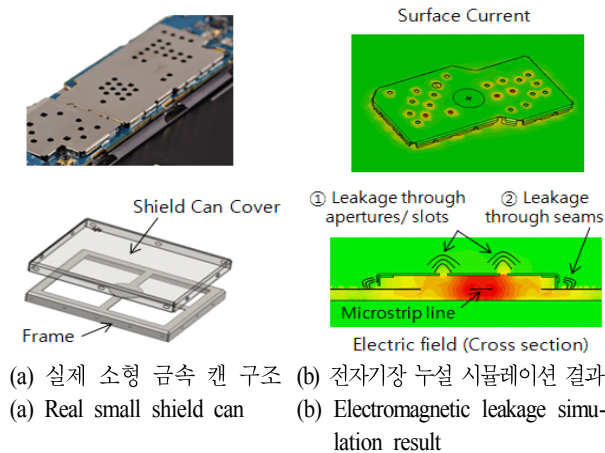 Surface Current
Shield Can Cover
Frame
① Leakage through
apertures/ slots
② Leakage
through seams
Microstrip line
Electric field (Cross section)
(a) 실제 소형 금속 캔 구조
(a) Real small shield can
(b) 전자기장 누설 시뮬레이션 결과
(b) Electromagnetic leakage simu-
lation result